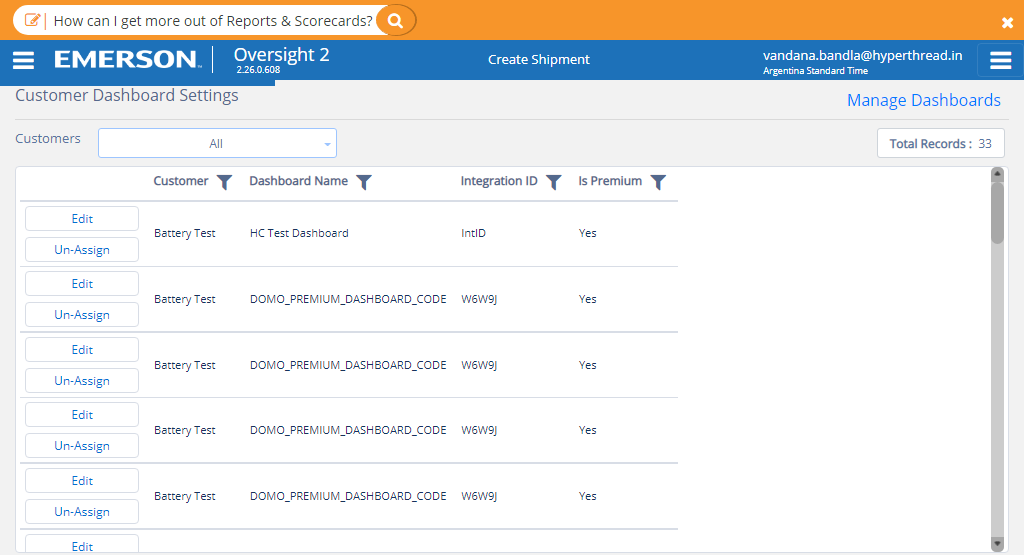 How can I get more out of Reports & Scorecards?
EMERSON Oversight 2 Create Shipment vandana.bandla@hyperthread.in
2.26.0.608 Argentina Standard Time
Customer Dashboard Settings
Manage Dashboards
Customers All Total Records : 33
Customer Dashboard Name Integration ID Is Premium
Edit
Un-Assign
Battery Test HC Test Dashboard IntID Yes
Edit
Un-Assign
Battery Test DOMO_PREMIUM_DASHBOARD_CODE W6W9J Yes
Edit
Un-Assign
Battery Test DOMO_PREMIUM_DASHBOARD_CODE W6W9J Yes
Edit
Un-Assign
Battery Test DOMO_PREMIUM_DASHBOARD_CODE W6W9J Yes
Edit
Un-Assign
Battery Test DOMO_PREMIUM_DASHBOARD_CODE W6W9J Yes
Edit